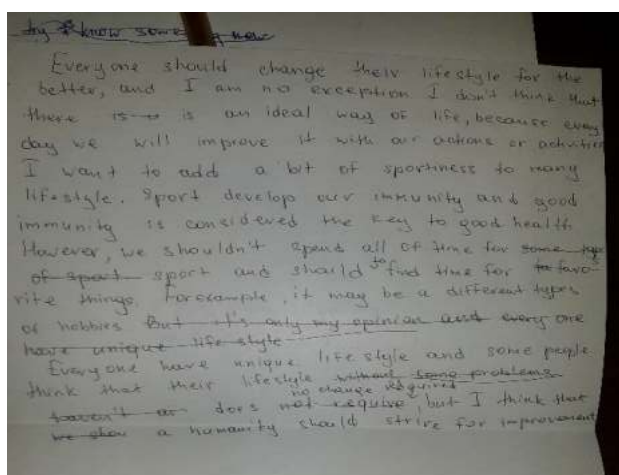 try to know some new
Everyone should change their lifestyle for the
better, and I am no exception I don't think that
there is is an ideal way of life, because every
day we will improve it with our actions or activities
I want to add a bit of sportiness to many
lifestyle. Sport develop our immunity and good
immunity is considered the key to good health.
However, we shouldn't spend all of time for some type
of sport sport and should to find time for favo-
rite things, forexample, it may be a different types
of hobbies But it's only my opinion and every one
have unique life style
Everyone have unique life style and some people
think that their lifestyle without some problems
no change required
haven't does not require, but I think that
we show a humanity should strive for improvement